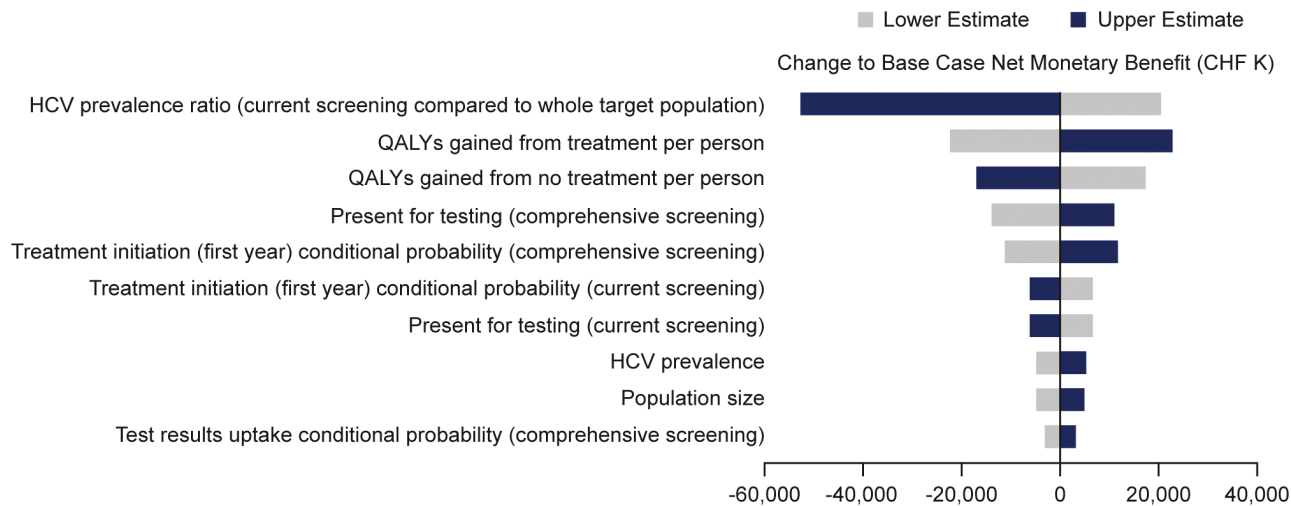 Lower Estimate Upper Estimate
Change to Base Case Net Monetary Benefit (CHF K)
HCV prevalence ratio (current screening compared to whole target population)
QALYs gained from treatment per person
QALYs gained from no treatment per person
Present for testing (comprehensive screening)
Treatment initiation (first year) conditional probability (comprehensive screening)
Treatment initiation (first year) conditional probability (current screening)
Present for testing (current screening)
HCV prevalence
Population size
Test results uptake conditional probability (comprehensive screening)
-60,000 -40,000 -20,000 0 20,000 40,000